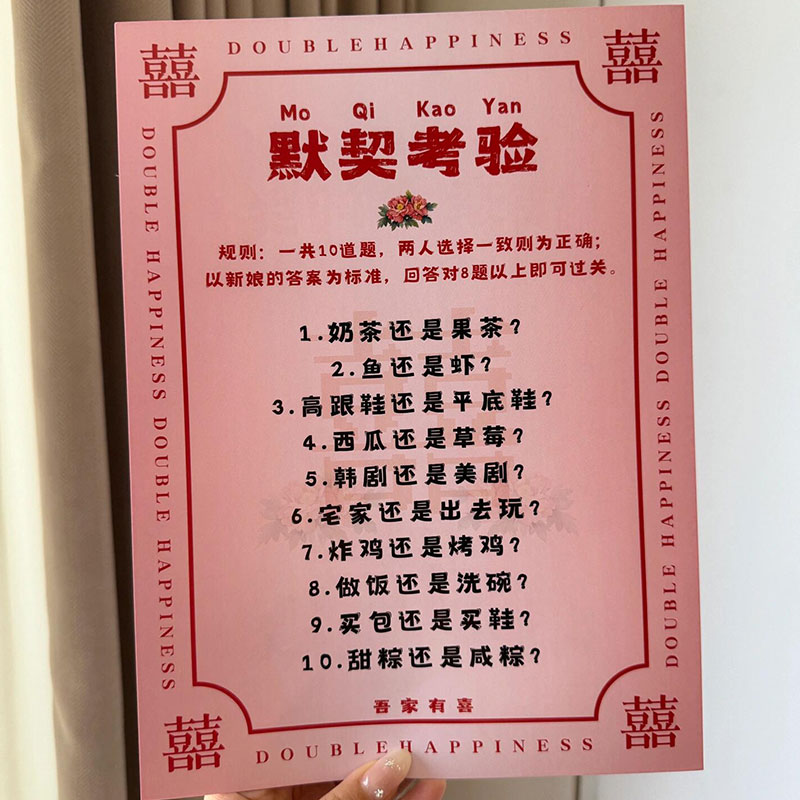 囍 DOUBLEHAPPINESS 囍
DOUBLE HAPPINESS DOUBLE HAPPINESS
DOUBLE HAPPINESS DOUBLE HAPPINESS
Mo Qi Kao Yan
默契考验
规则：一共10道题，两人选择一致则为正确；
以新娘的答案为标准，回答对8题以上即可过关。
1.奶茶还是果茶？
2.鱼还是虾？
3.高跟鞋还是平底鞋？
4.西瓜还是草莓？
5.韩剧还是美剧？
6.宅家还是出去玩？
7.炸鸡还是烤鸡？
8.做饭还是洗碗？
9.买包还是买鞋？
10.甜粽还是咸粽？
吾家有喜
囍 DOUBLEHAPPINESS 囍